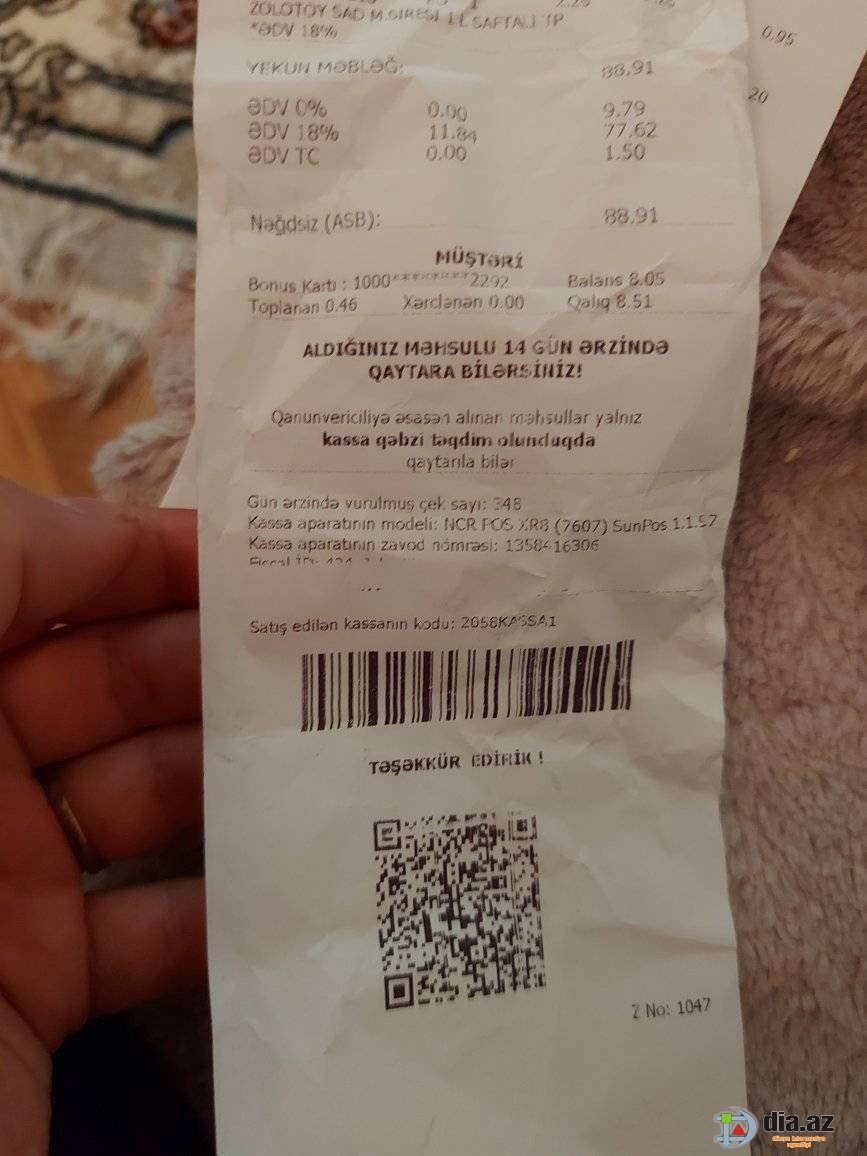 ZOLOTOY SAD M.SIRESI 1 L SAFTALI TP
*ƏDV 18%
0.95
YEKUN MƏBLƏĞ: 88.91
20
ƏDV 0% 0.00 9.79
ƏDV 18% 11.84 77.62
ƏDV TC 0.00 1.50
Nəğdsiz (ASB): 88.91
MÜŞTƏRİ
Bonus Kartı : 1000********2292 Balans 8.05
Toplanan 0.46 Xərclənən 0.00 Qalıq 8.51
ALDIĞINIZ MƏHSULU 14 GÜN ƏRZİNDƏ
QAYTARA BİLƏRSİNİZ!
Qanunvericiliyə əsasən alınan məhsullar yalnız
kassa qəbzi təqdim olunduqda
qaytarıla bilər
Gün ərzində vurulmuş çek sayı: 348
Kassa aparatının modeli: NCR POS XR8 (7607) SunPos 1.1.57
Kassa aparatının zavod nömrəsi: 1358416306
Satış edilən kassanın kodu: 2058KASSA1
TƏŞƏKKÜR EDİRİK !
Z No: 1047
dia.az
dünya informasiya
agentliyi